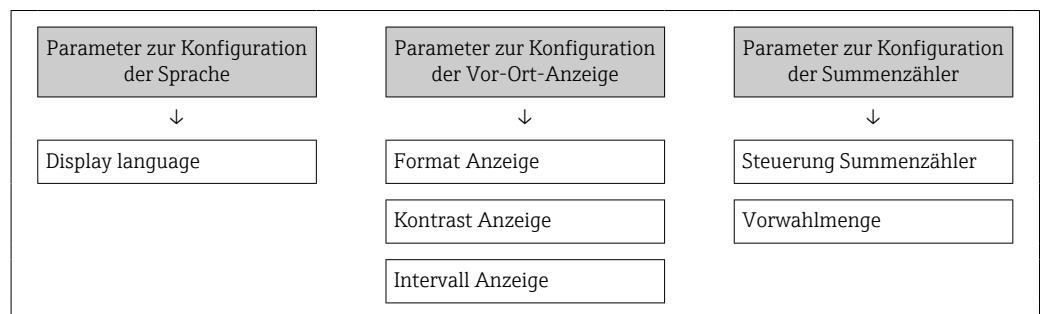 Parameter zur Konfiguration
der Sprache
↓
Display language
Parameter zur Konfiguration
der Vor-Ort-Anzeige
↓
Format Anzeige
Kontrast Anzeige
Intervall Anzeige
Parameter zur Konfiguration
der Summenzähler
↓
Steuerung Summenzähler
Vorwahlmenge